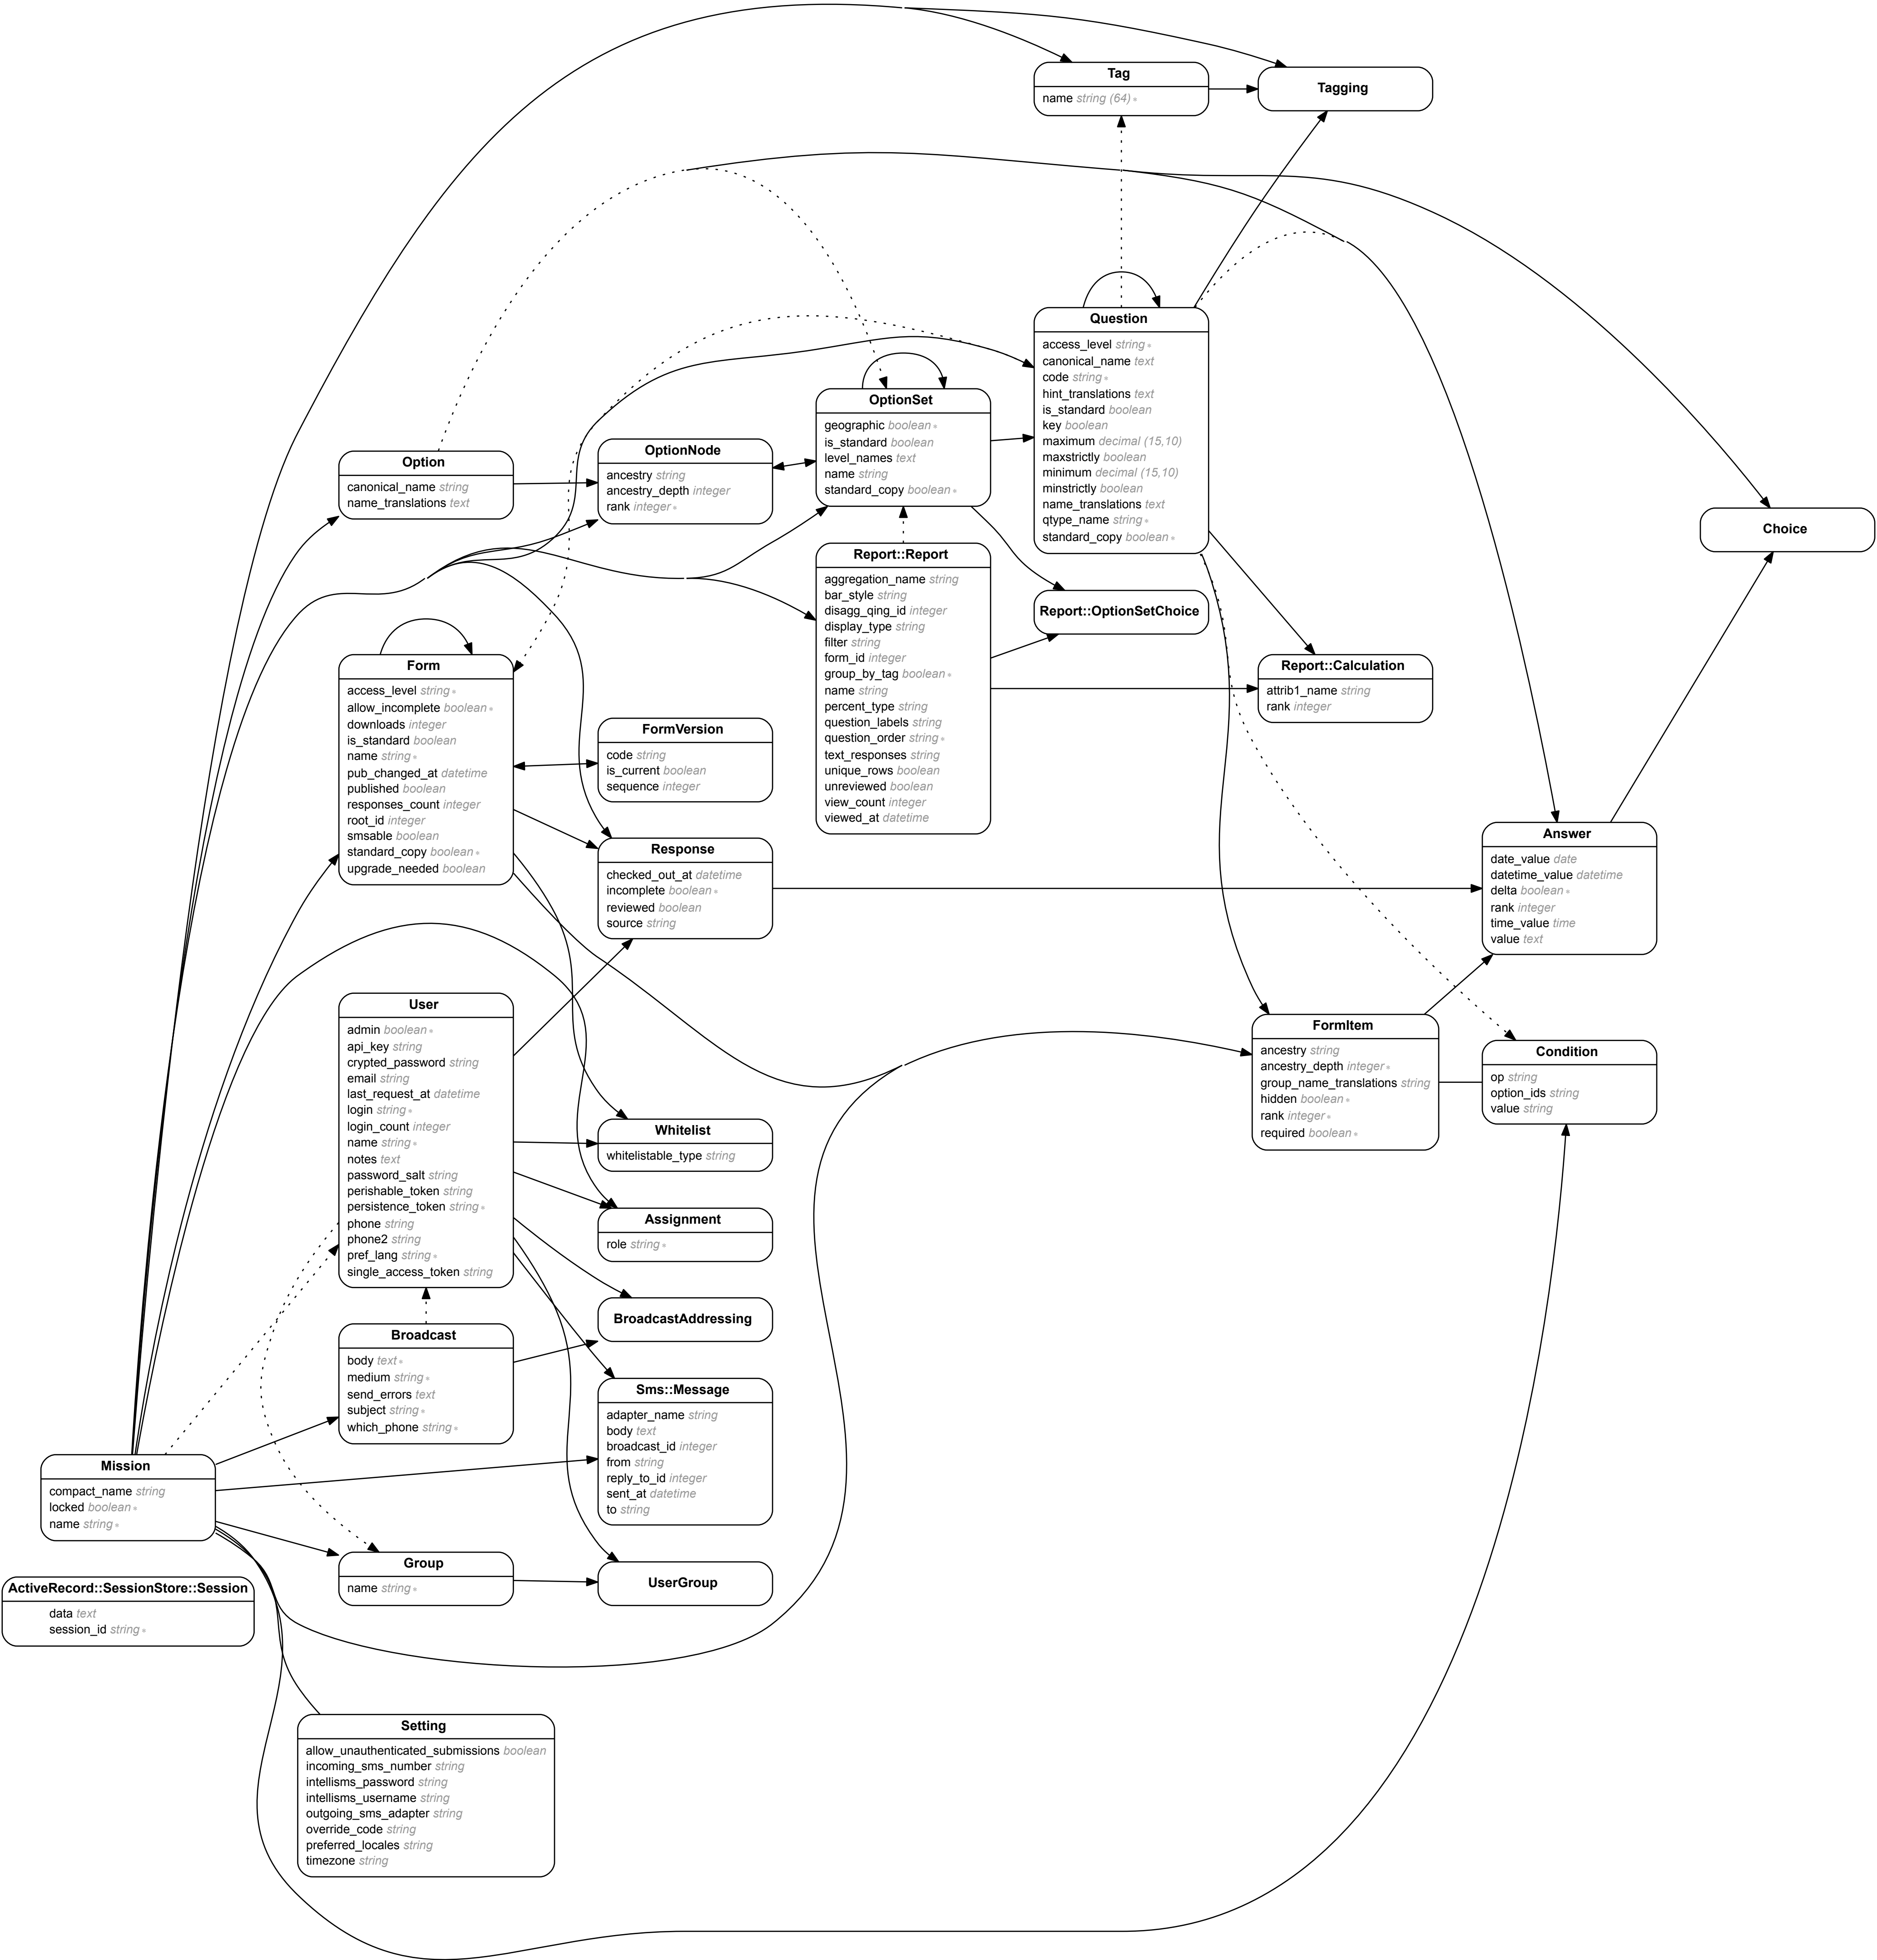 Tag
name string (64) *
Tagging
Question
access_level string *
canonical_name text
code string *
hint_translations text
is_standard boolean
key boolean
maximum decimal (15,10)
maxstrictly boolean
minimum decimal (15,10)
minstrictly boolean
name_translations text
qtype_name string *
standard_copy boolean *
OptionSet
geographic boolean *
is_standard boolean
level_names text
name string
standard_copy boolean *
OptionNode
ancestry string
ancestry_depth integer
rank integer *
Option
canonical_name string
name_translations text
Choice
Report::Report
aggregation_name string
bar_style string
disagg_qing_id integer
display_type string
filter string
form_id integer
group_by_tag boolean *
name string
percent_type string
question_labels string
question_order string *
text_responses string
unique_rows boolean
unreviewed boolean
view_count integer
viewed_at datetime
Report::OptionSetChoice
Report::Calculation
attrib1_name string
rank integer
Form
access_level string *
allow_incomplete boolean *
downloads integer
is_standard boolean
name string *
pub_changed_at datetime
published boolean
responses_count integer
root_id integer
smsable boolean
standard_copy boolean *
upgrade_needed boolean
FormVersion
code string
is_current boolean
sequence integer
Response
checked_out_at datetime
incomplete boolean *
reviewed boolean
source string
Answer
date_value date
datetime_value datetime
delta boolean *
rank integer
time_value time
value text
User
admin boolean *
api_key string
crypted_password string
email string
last_request_at datetime
login string *
login_count integer
name string *
notes text
password_salt string
perishable_token string
persistence_token string *
phone string
phone2 string
pref_lang string *
single_access_token string
FormItem
ancestry string
ancestry_depth integer *
group_name_translations string
hidden boolean *
rank integer *
required boolean *
Condition
op string
option_ids string
value string
Whitelist
whitelistable_type string
Assignment
role string *
BroadcastAddressing
Broadcast
body text *
medium string *
send_errors text
subject string *
which_phone string *
Sms::Message
adapter_name string
body text
broadcast_id integer
from string
reply_to_id integer
sent_at datetime
to string
Mission
compact_name string
locked boolean *
name string *
Group
name string *
UserGroup
ActiveRecord::SessionStore::Session
data text
session_id string *
Setting
allow_unauthenticated_submissions boolean
incoming_sms_number string
intellisms_password string
intellisms_username string
outgoing_sms_adapter string
override_code string
preferred_locales string
timezone string